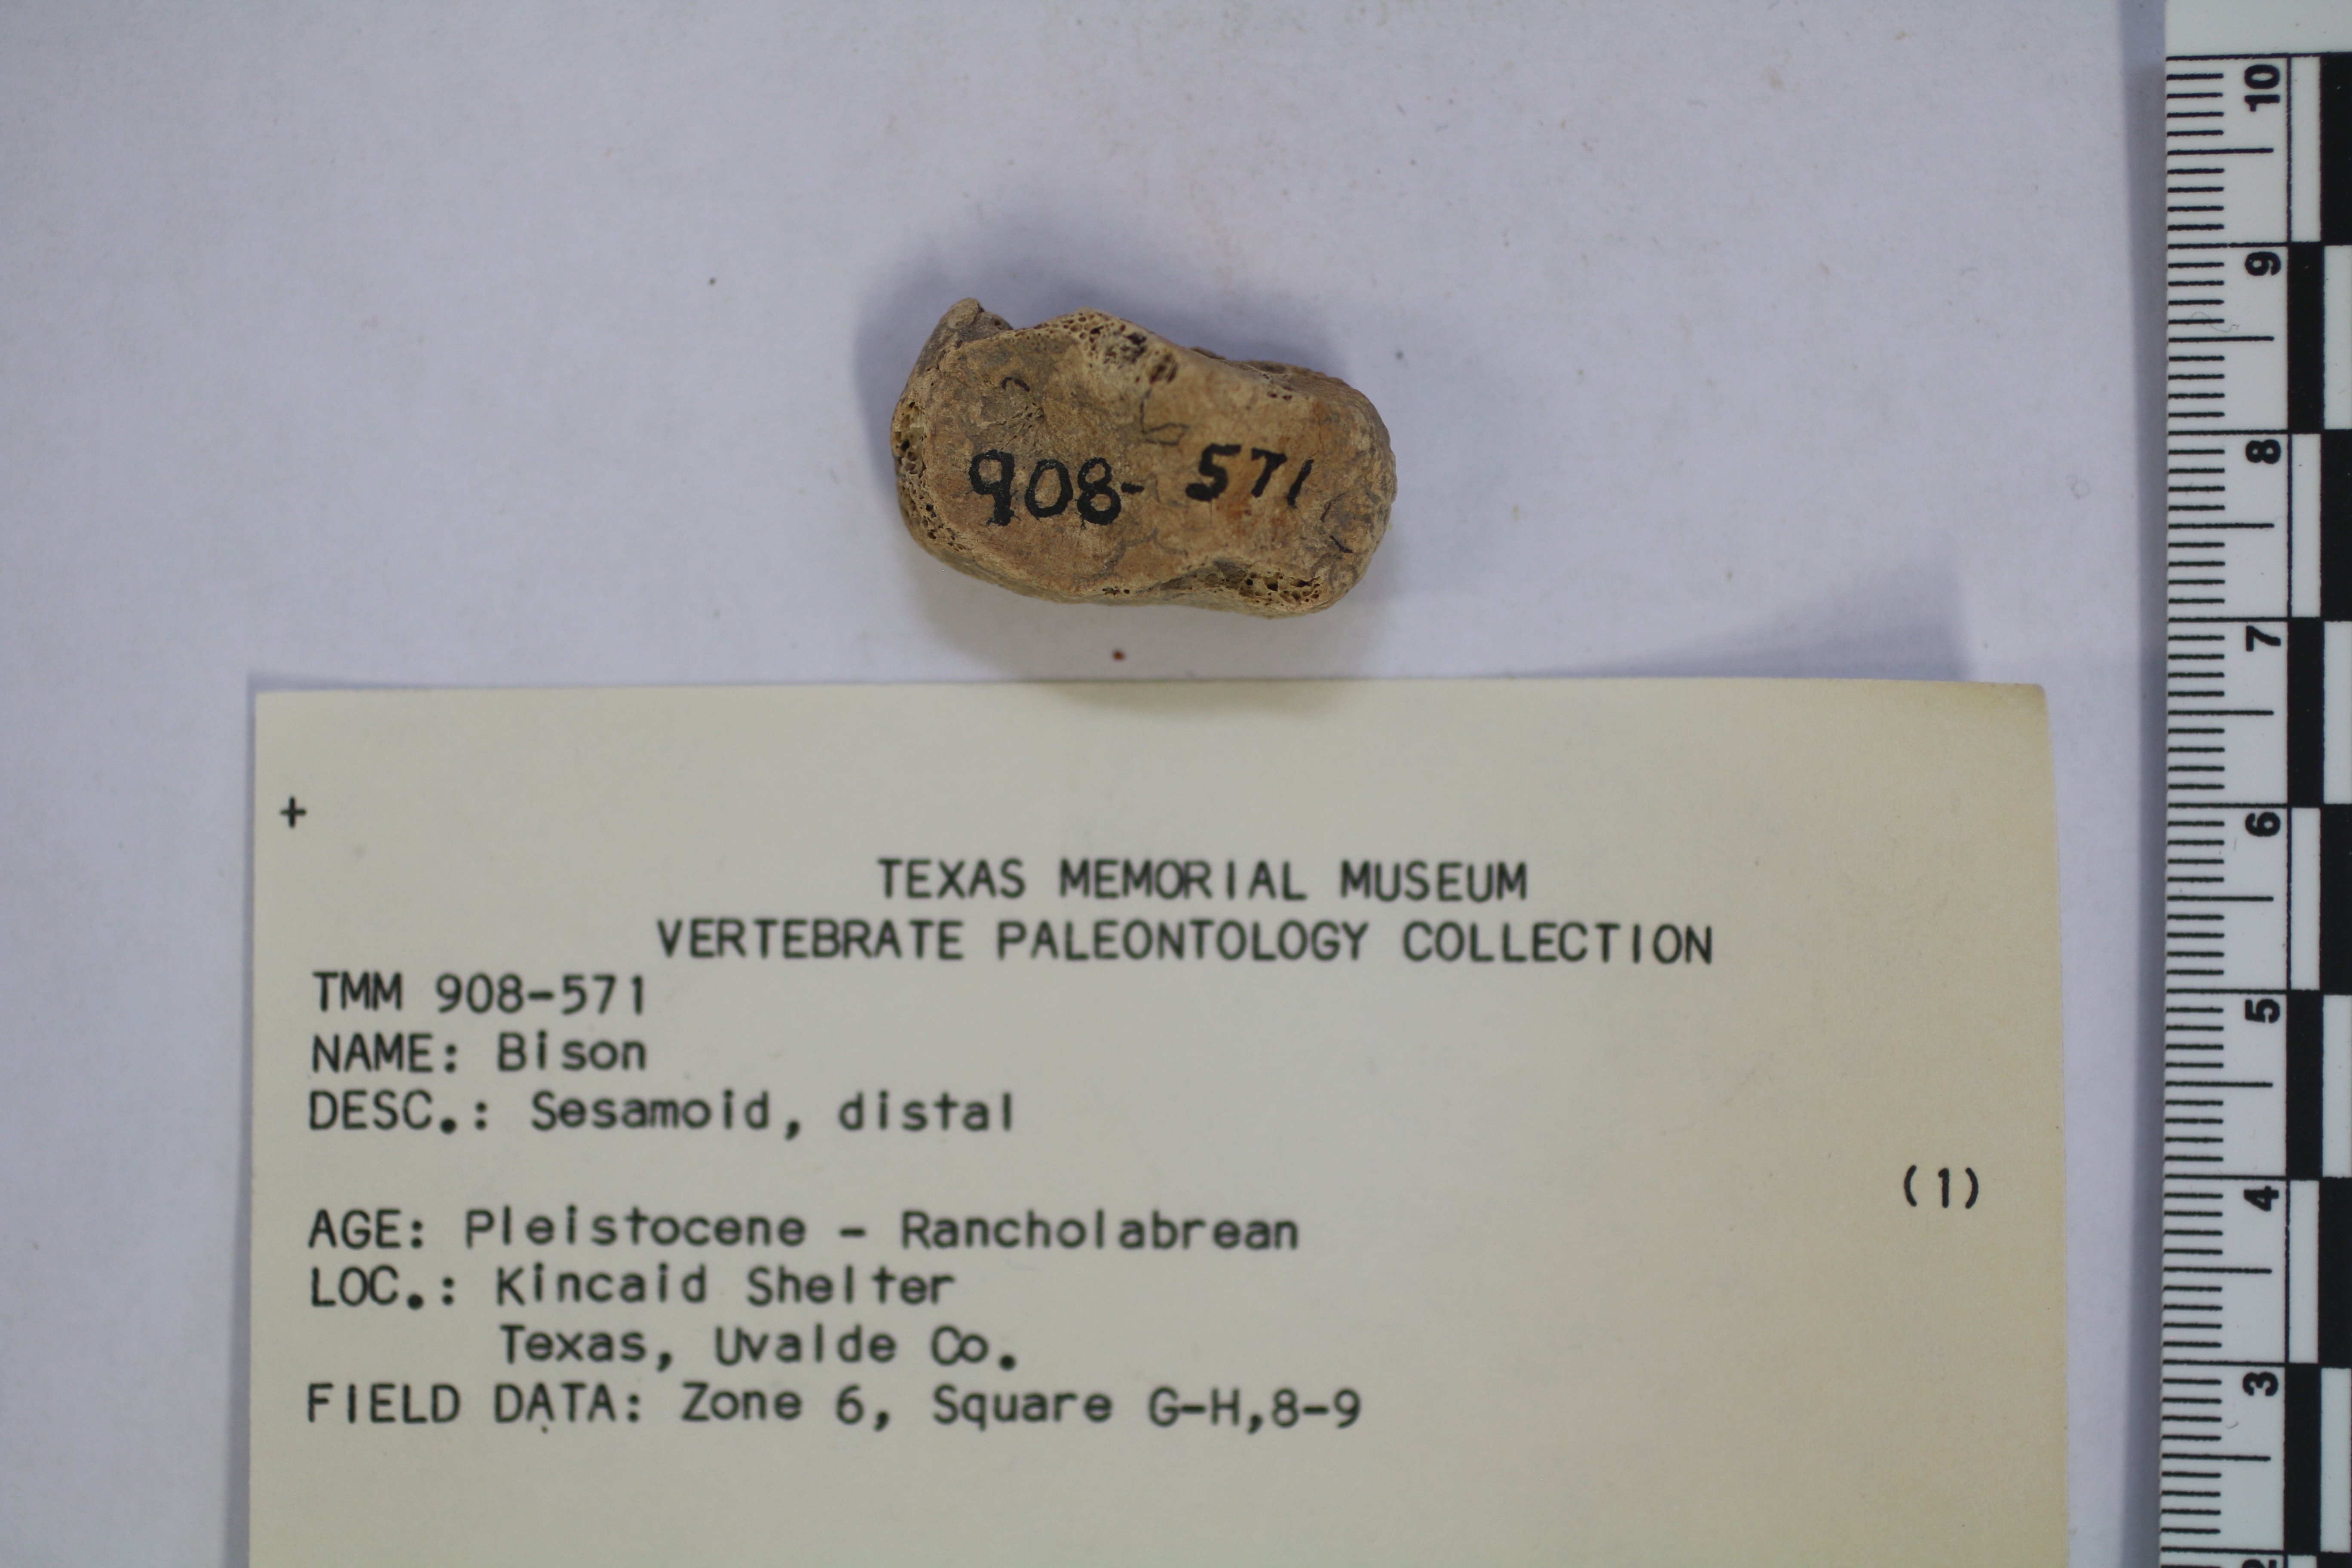 908-571
+
TEXAS MEMORIAL MUSEUM
VERTEBRATE PALEONTOLOGY COLLECTION
TMM 908-571
NAME: Bison
DESC.: Sesamoid, distal
(1)
AGE: Pleistocene - Rancholabrean
LOC.: Kincaid Shelter
Texas, Uvalde Co.
FIELD DATA: Zone 6, Square G-H,8-9
10
9
8
7
6
5
4
3
2